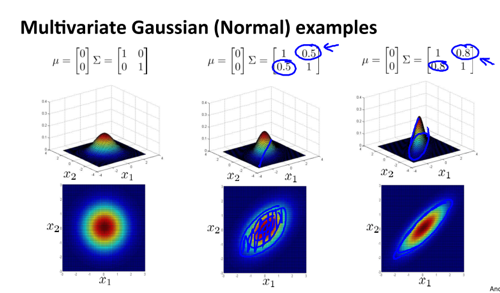 Multivariate Gaussian (Normal) examples
μ = [0 0] Σ = [1 0 0 1]
μ = [0 0] Σ = [1 0.5 0.5 1]
μ = [0 0] Σ = [1 0.8 0.8 1]
x₂ x₁
x₂ x₁
x₂ x₁
x₂
x₁
x₂
x₁
x₂
x₁